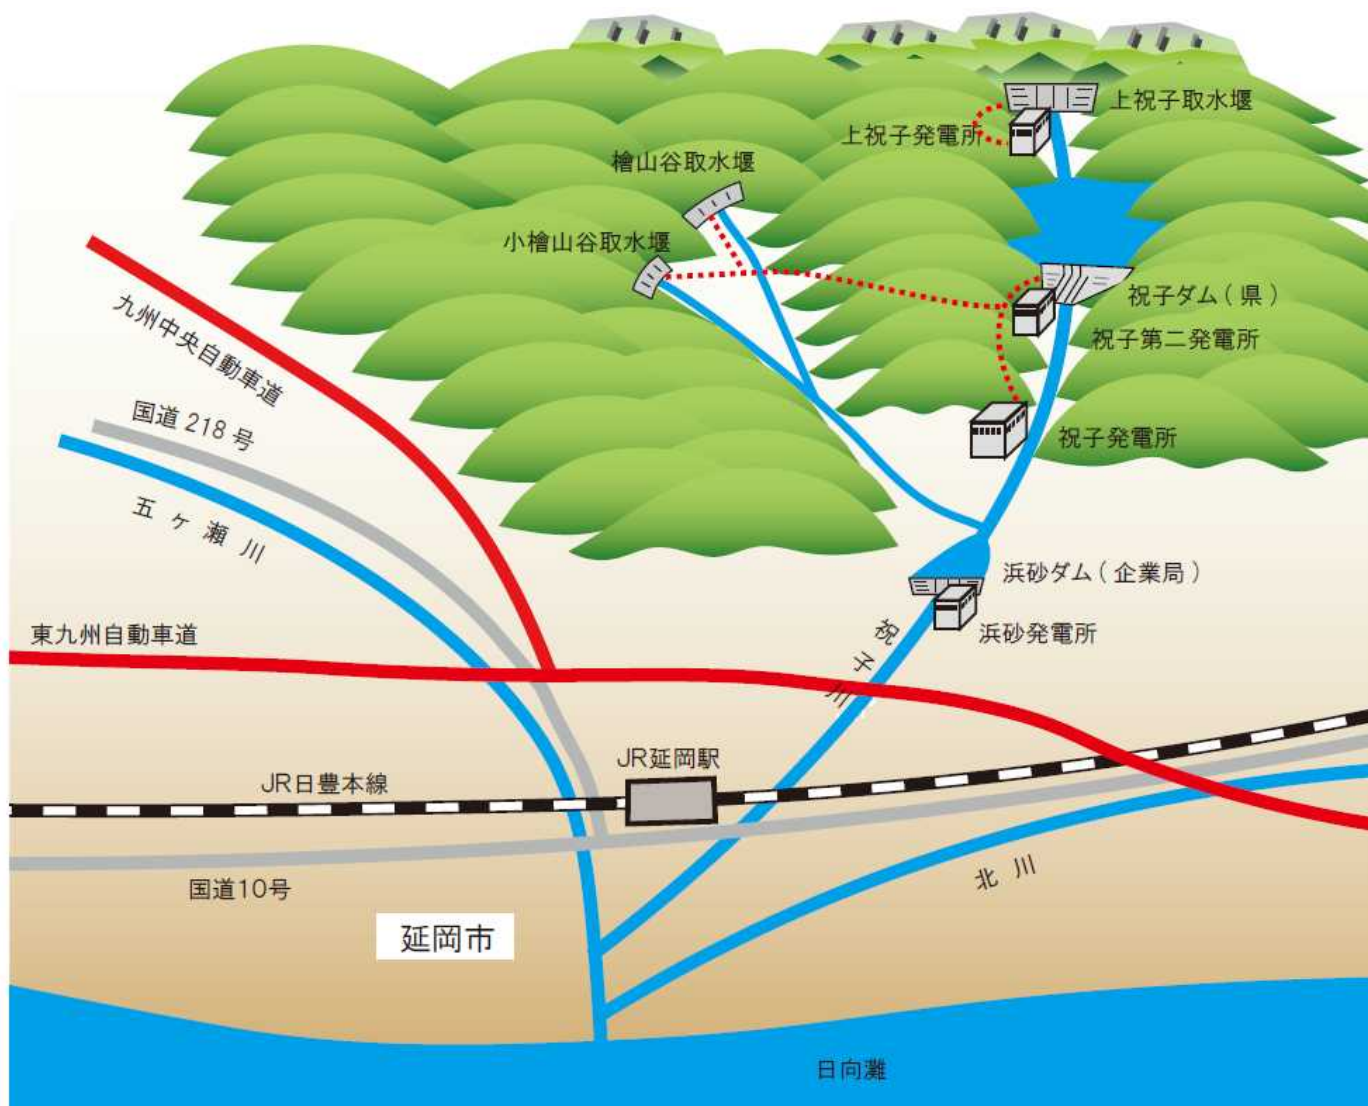 上祝子取水堰
上祝子発電所
檜山谷取水堰
小檜山谷取水堰
祝子ダム(県)
祝子第二発電所
九州中央自動車道
国道218号
祝子発電所
五ヶ瀬川
浜砂ダム(企業局)
浜砂発電所
東九州自動車道
祝子川
JR延岡駅
JR日豊本線
北川
国道10号
延岡市
日向灘